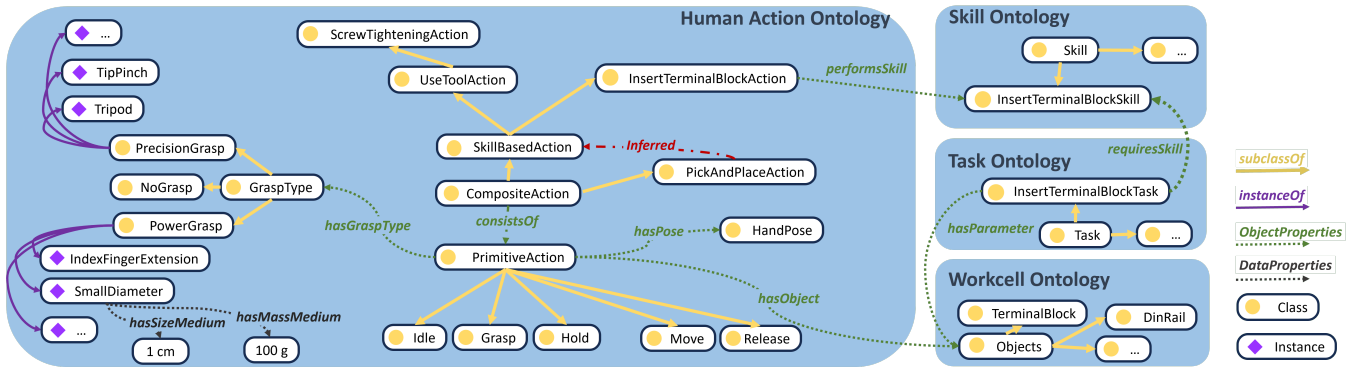 Human Action Ontology
...
TipPinch
Tripod
PrecisionGrasp
NoGrasp
GraspType
PowerGrasp
IndexFingerExtension
SmallDiameter
...
hasSizeMedium
hasMassMedium
1 cm
100 g
ScrewTighteningAction
UseToolAction
InsertTerminalBlockAction
SkillBasedAction
Inferred
PickAndPlaceAction
CompositeAction
consistsOf
hasGraspType
hasPose
HandPose
PrimitiveAction
hasObject
Idle
Grasp
Hold
Move
Release
performsSkill
Skill Ontology
Skill
...
InsertTerminalBlockSkill
requiresSkill
Task Ontology
InsertTerminalBlockTask
hasParameter
Task
...
Workcell Ontology
TerminalBlock
DinRail
Objects
...
subclassOf
instanceOf
ObjectProperties
DataProperties
Class
Instance